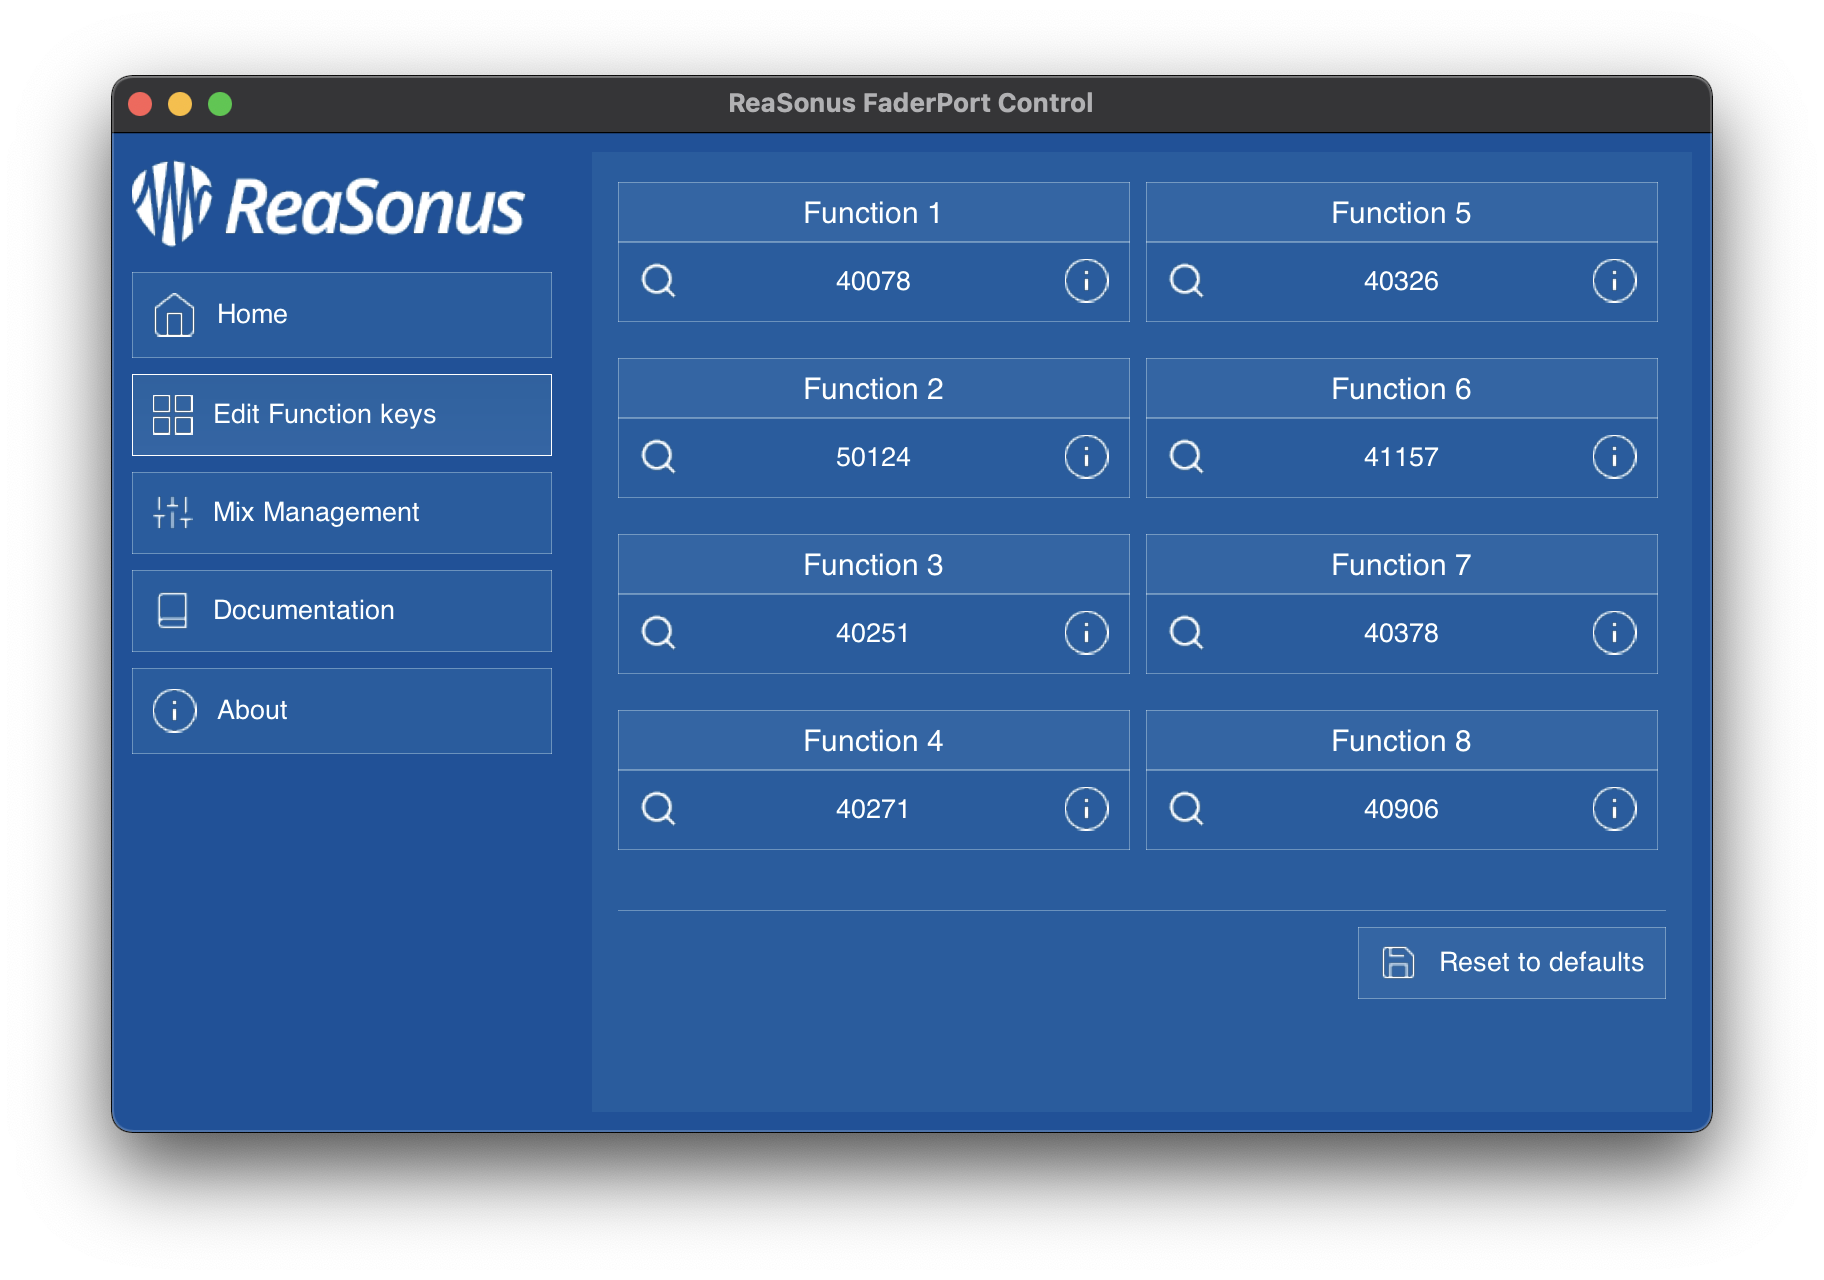 ReaSonus FaderPort Control
ReaSonus
Home
Edit Function keys
Mix Management
Documentation
About
Function 1
40078
Function 5
40326
Function 2
50124
Function 6
41157
Function 3
40251
Function 7
40378
Function 4
40271
Function 8
40906
Reset to defaults